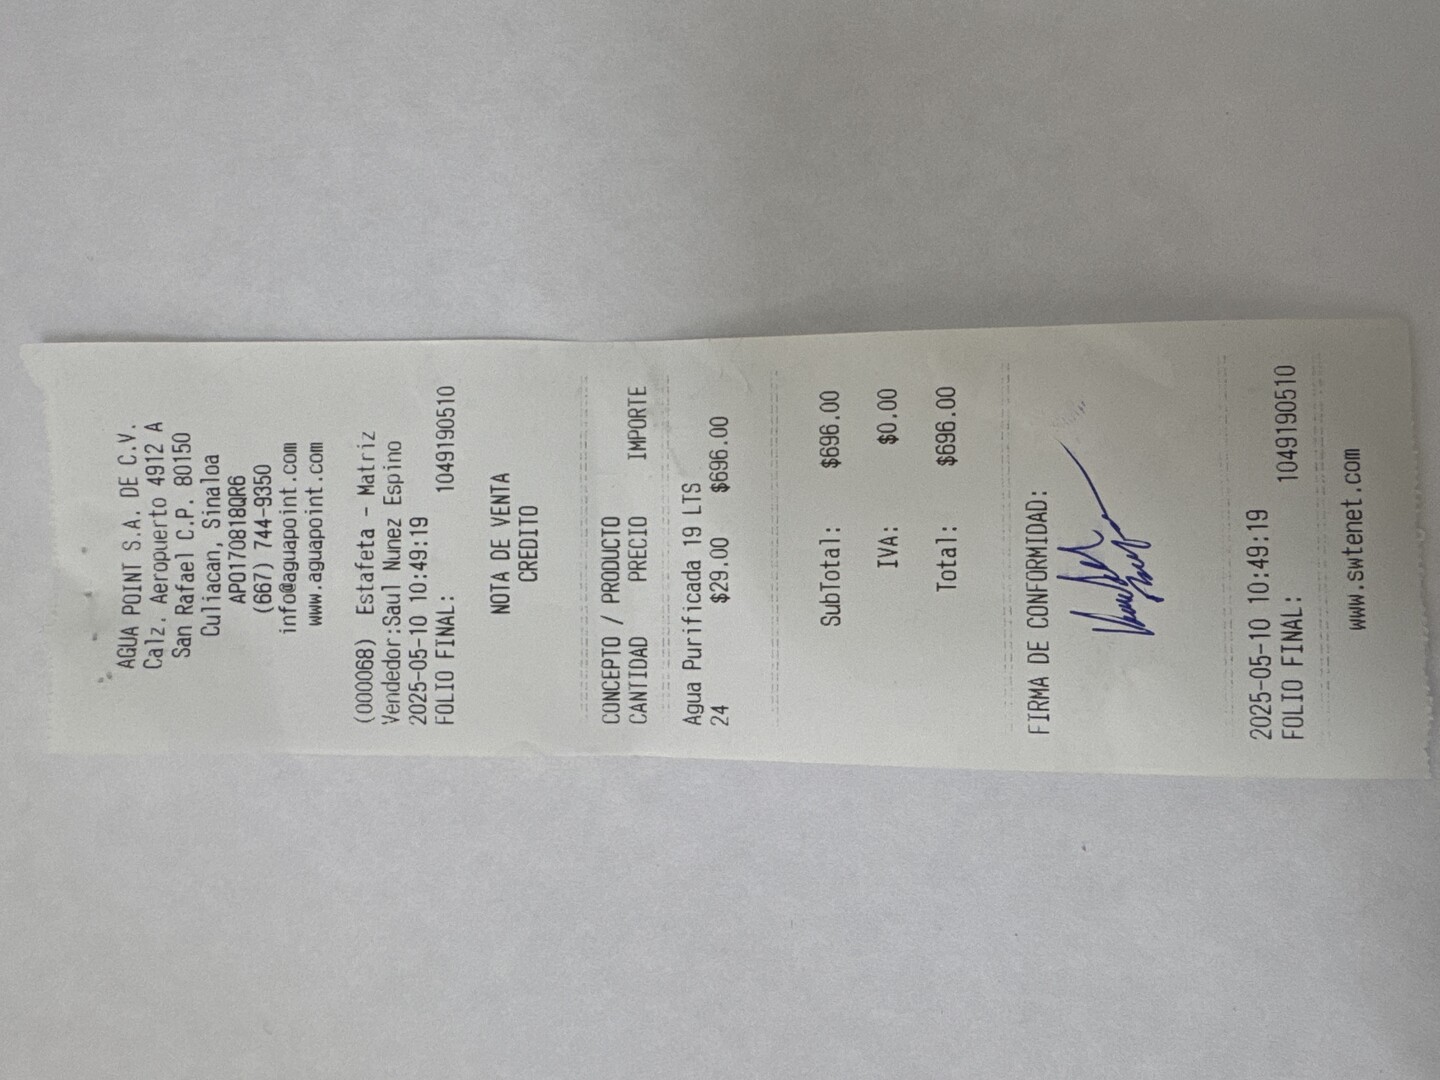 AGUA POINT S.A. DE C.V.
Calz. Aeropuerto 4912 A
San Rafael C.P. 80150
Culiacan, Sinaloa
APO170818QR6
(667) 744-9350
info@aguapoint.com
www.aguapoint.com
(000068) Estafeta - Matriz
Vendedor:Saul Nunez Espino
2025-05-10 10:49:19
FOLIO FINAL: 1049190510
NOTA DE VENTA
CREDITO
CONCEPTO / PRODUCTO
CANTIDAD PRECIO IMPORTE
Agua Purificada 19 LTS
24 $29.00 $696.00
SubTotal: $696.00
IVA: $0.00
Total: $696.00
FIRMA DE CONFORMIDAD:
2025-05-10 10:49:19
FOLIO FINAL: 1049190510
www.swtenet.com